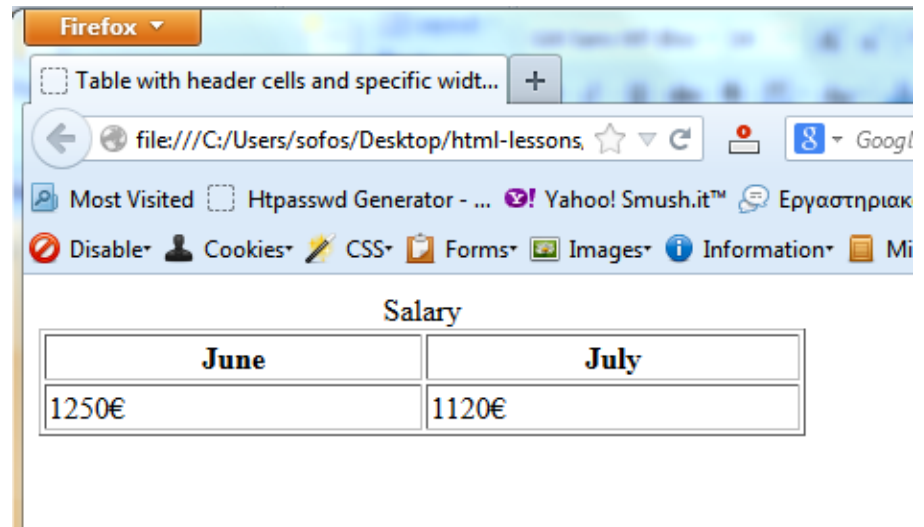 Firefox
Table with header cells and specific widt...
file:///C:/Users/sofos/Desktop/html-lessons, 8 Googl
Most Visited Htpasswd Generator - ... Yahoo! Smush.it™ Εργαστηριακ
Disable Cookies CSS Forms Images Information Mi
Salary
June July
1250€ 1120€